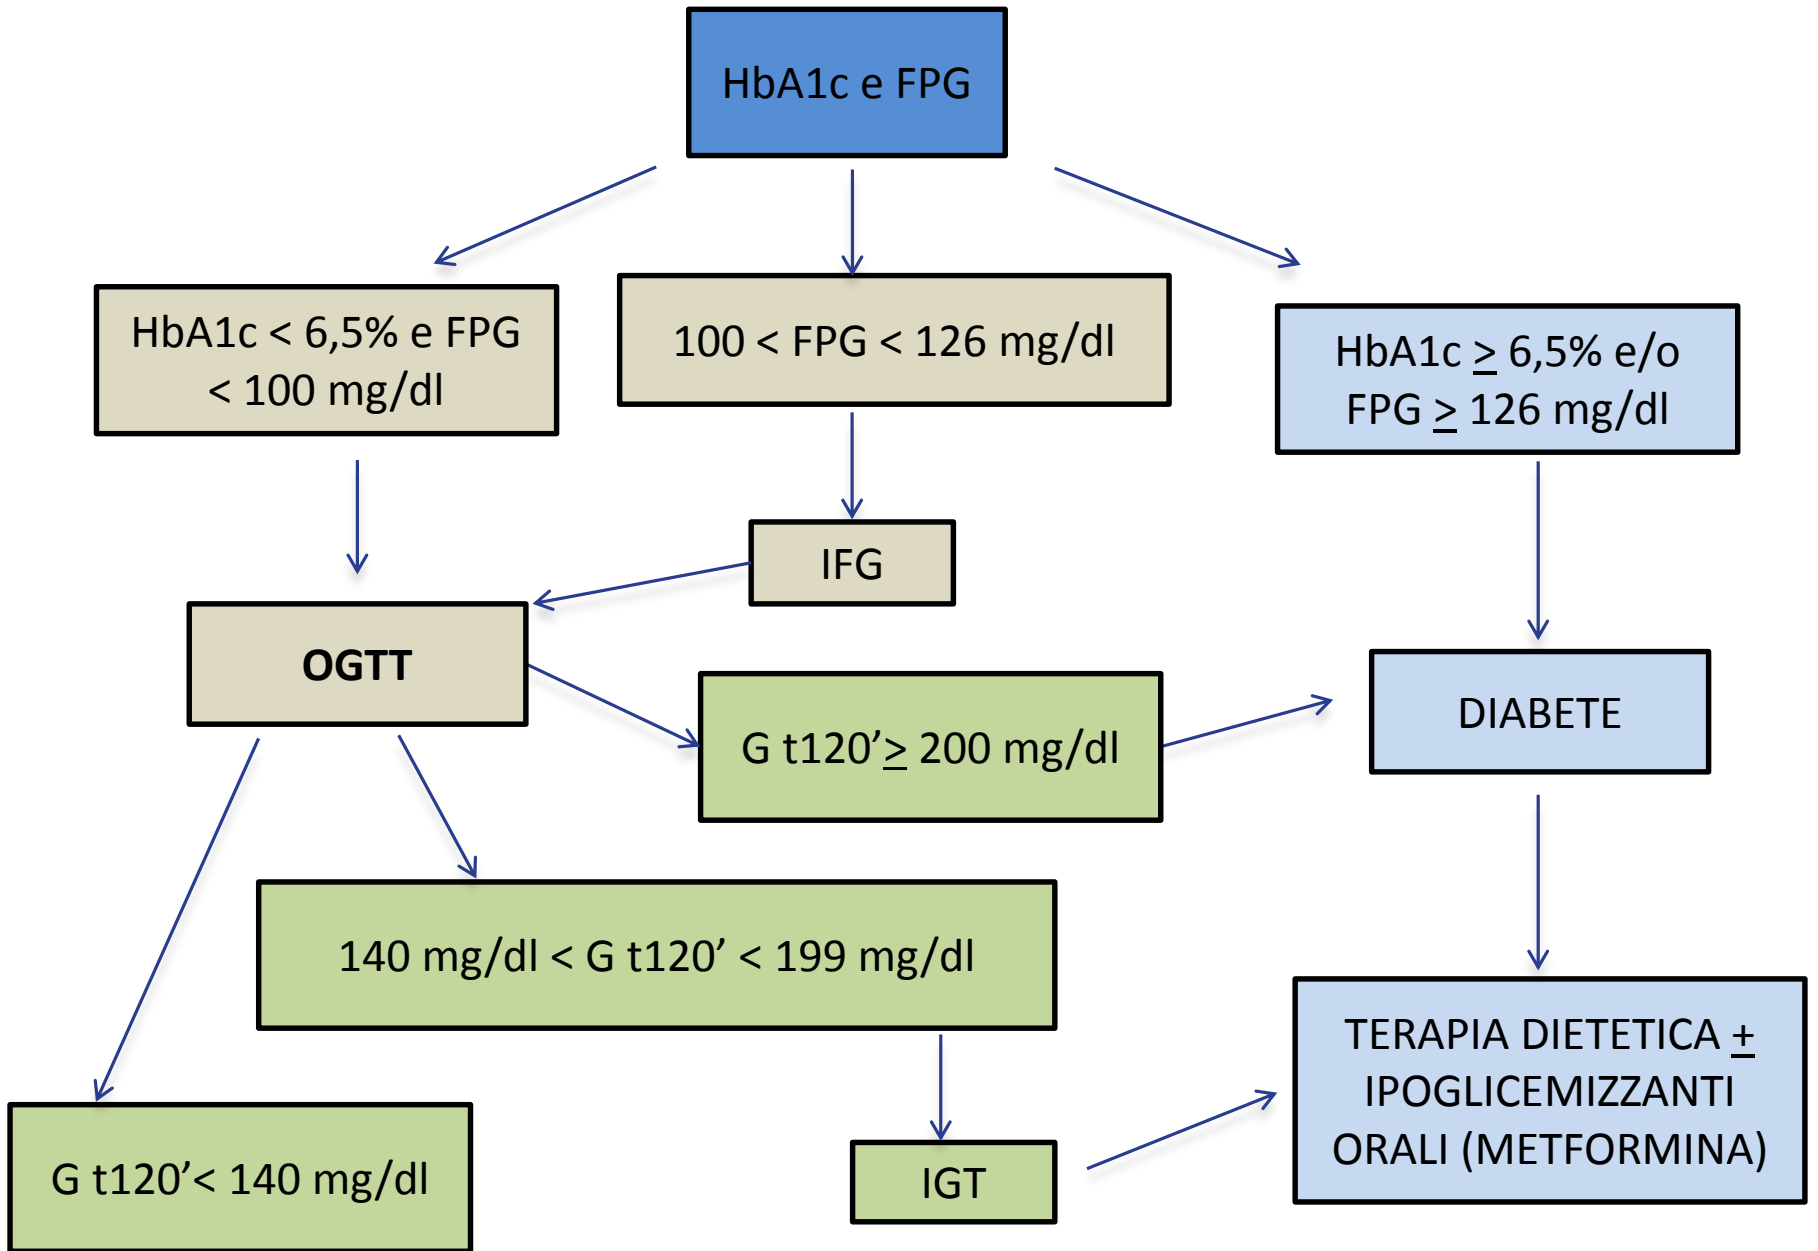 HbA1c e FPG
HbA1c < 6,5% e FPG
< 100 mg/dl
100 < FPG < 126 mg/dl
HbA1c ≥ 6,5% e/o
FPG ≥ 126 mg/dl
IFG
OGTT
G t120’≥ 200 mg/dl
DIABETE
140 mg/dl < G t120’ < 199 mg/dl
TERAPIA DIETETICA ±
IPOGLICEMIZZANTI
ORALI (METFORMINA)
G t120’< 140 mg/dl
IGT